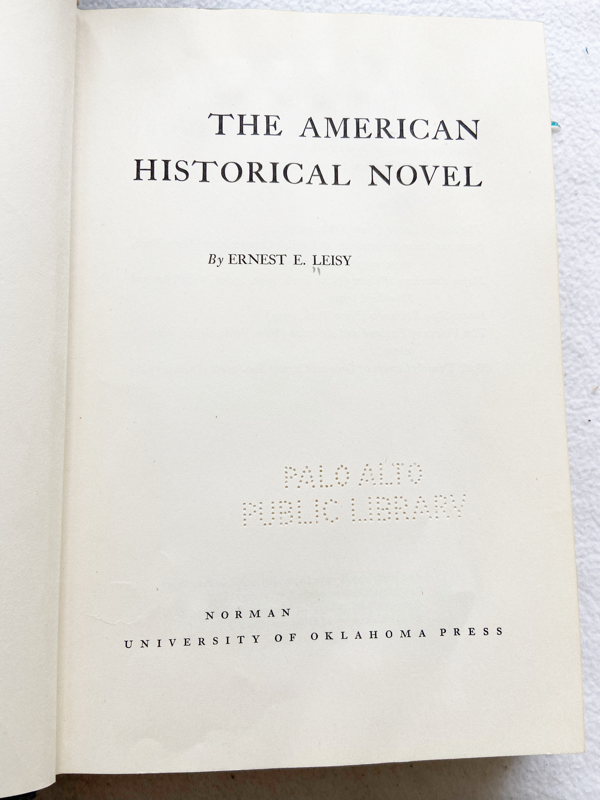 THE AMERICAN
HISTORICAL NOVEL
By ERNEST E. LEISY
PALO ALTO
PUBLIC LIBRARY
NORMAN
UNIVERSITY OF OKLAHOMA PRESS